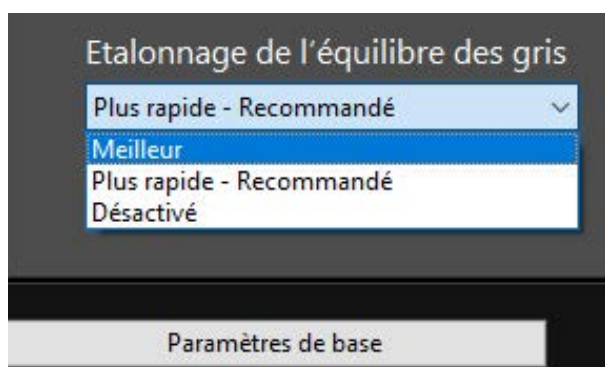 Etalonnage de l'équilibre des gris
Plus rapide - Recommandé
Meilleur
Plus rapide - Recommandé
Désactivé
Paramètres de base